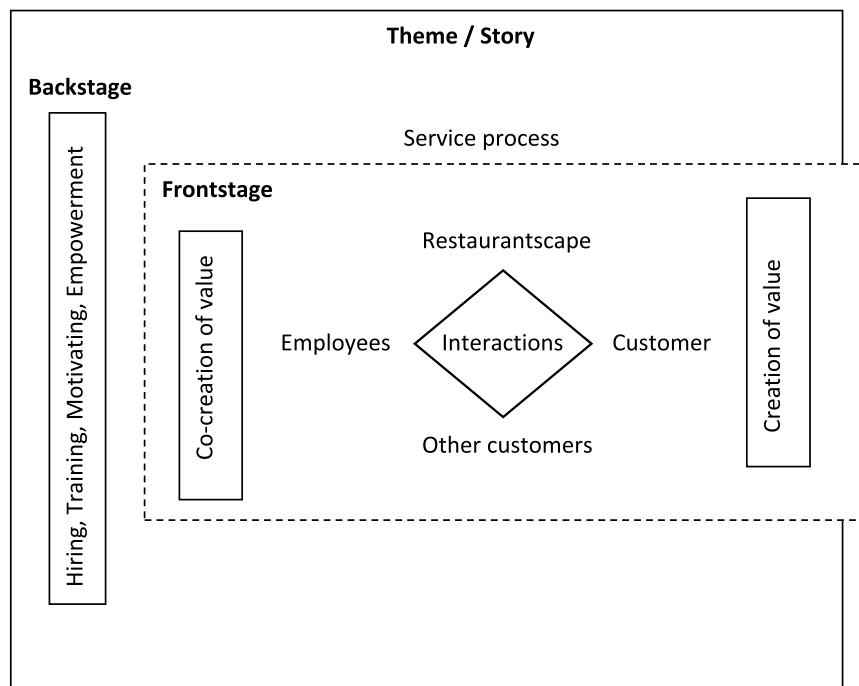 Theme / Story
Backstage
Hiring, Training, Motivating, Empowerment
Service process
Frontstage
Co-creation of value
Restaurantscape
Employees
Interactions
Customer
Other customers
Creation of value